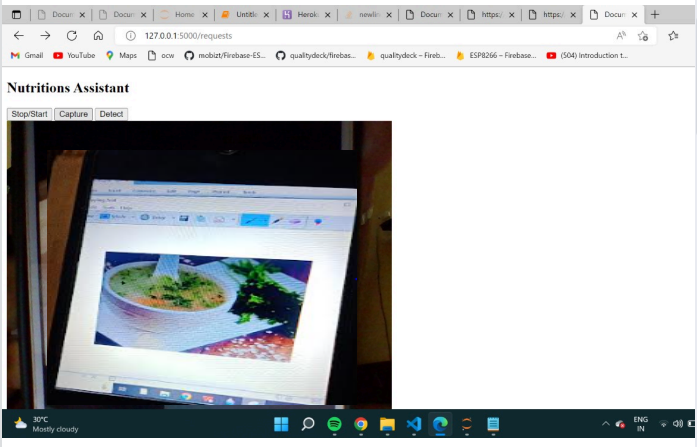 Docum
Docum
Home
Untitle
Heroku
newlin
Docum
https:/
https:/
Docum
127.0.0.1:5000/requests
Gmail
YouTube
Maps
ocw
mobizt/Firebase-ES...
qualitydeck/firebas...
qualitydeck – Fireb...
ESP8266 – Firebase...
(504) Introduction t...
Nutritions Assistant
Stop/Start
Capture
Detect
30°C
Mostly cloudy
ENG
IN